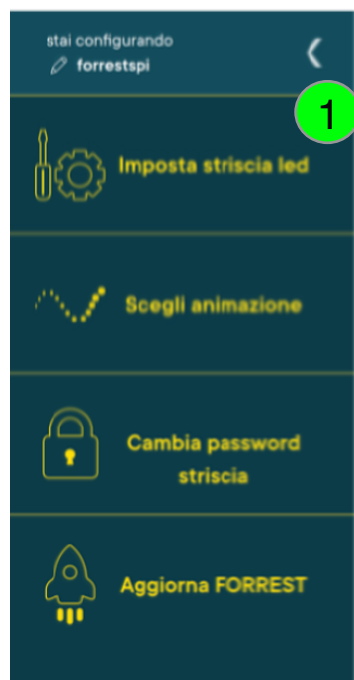 stai configurando
forrestspi
1
Imposta striscia led
Scegli animazione
Cambia password
striscia
Aggiorna FORREST